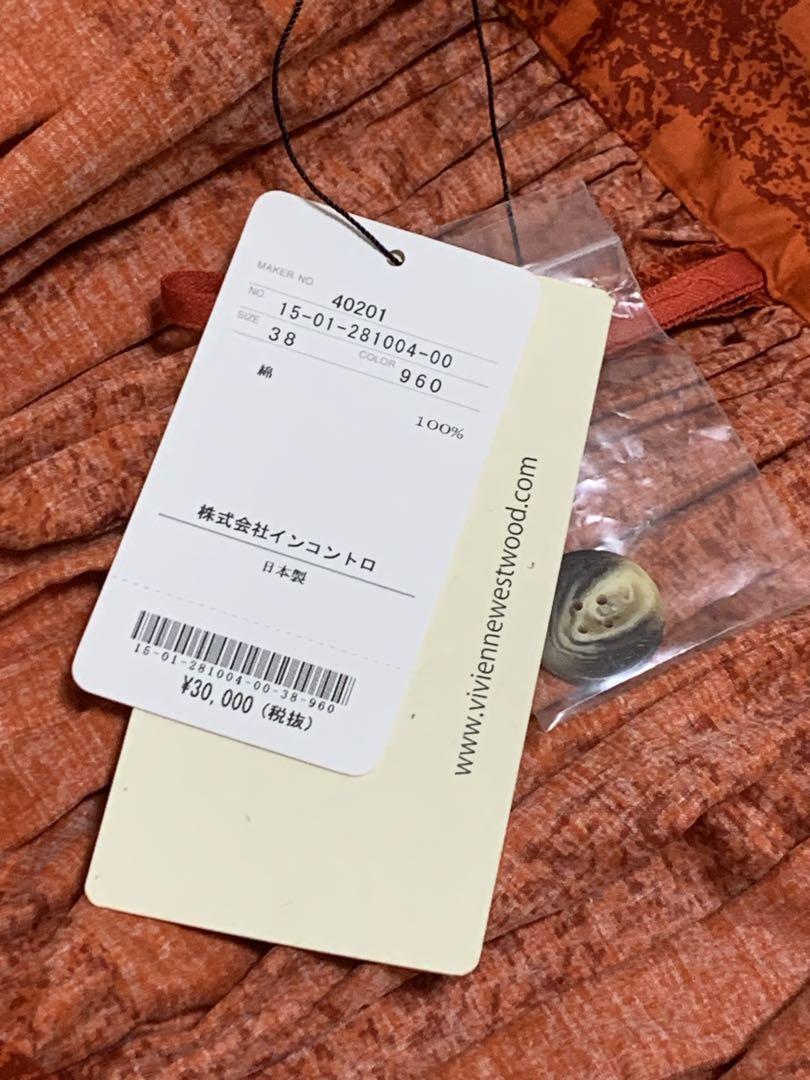 MAKER NO. 40201
NO 15-01-281004-00
SIZE 38 COLOR 960
綿 100%
株式会社インコントロ
日本製
15-01-281004-00-38-960
¥30,000 (税抜)
www.viviennewestwood.com